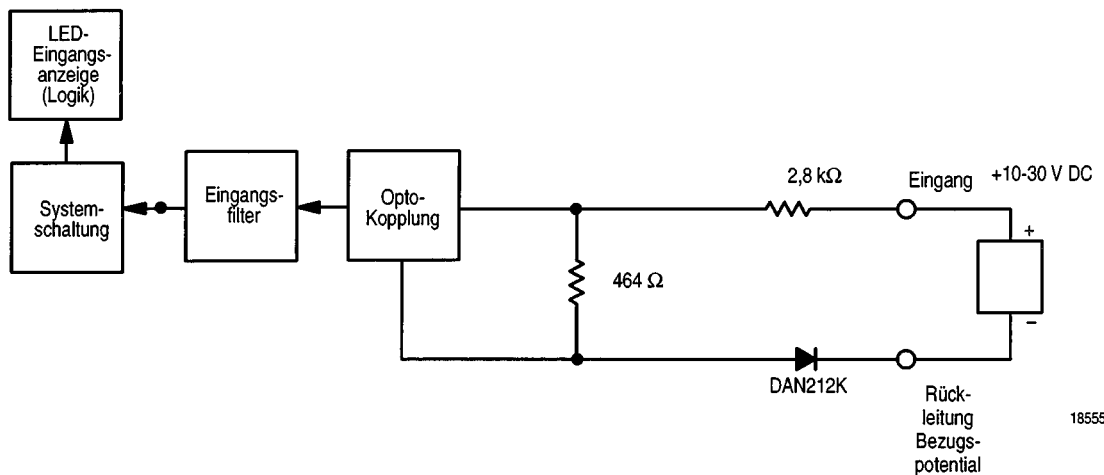 LED-
Eingangs-
anzeige
(Logik)
System-
schaltung
Eingangs-
filter
Opto-
Kopplung
2,8 kΩ
Eingang
+10-30 V DC
+
464 Ω
–
DAN212K
Rück-
leitung
Bezugs-
potential
18555